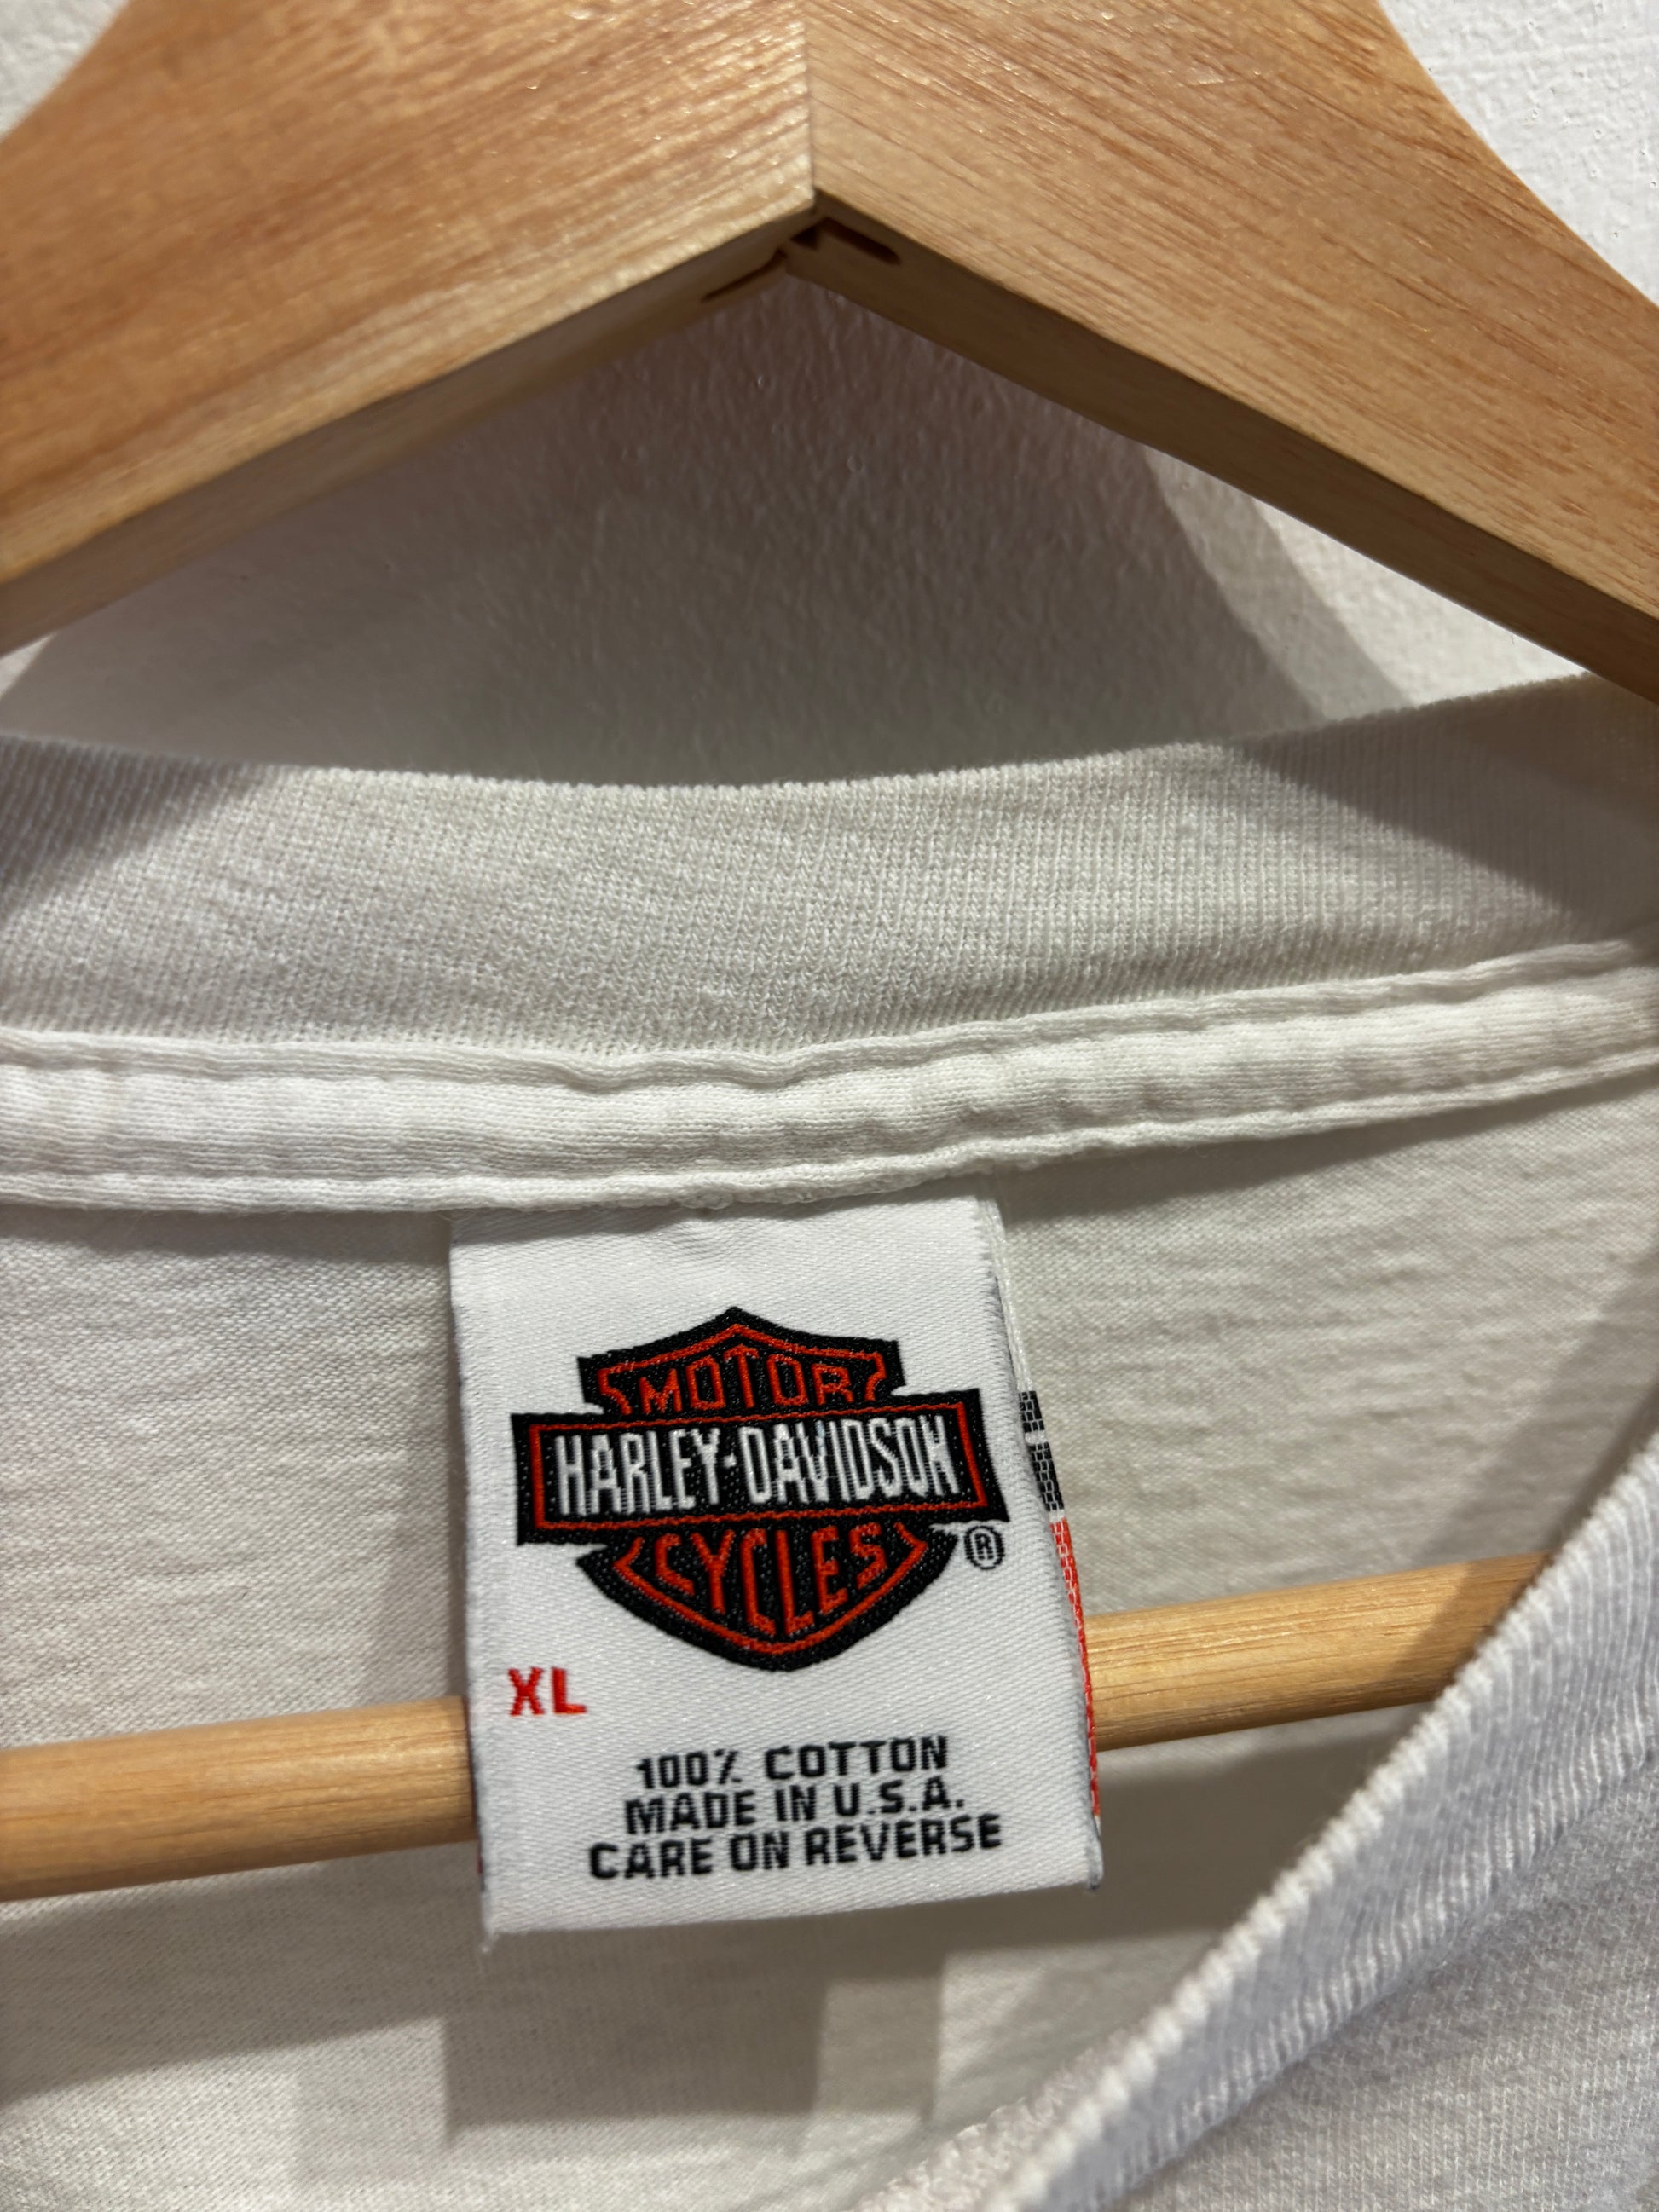 MOTOR
HARLEY-DAVIDSON
CYCLES
®
XL
100% COTTON
MADE IN U.S.A.
CARE ON REVERSE